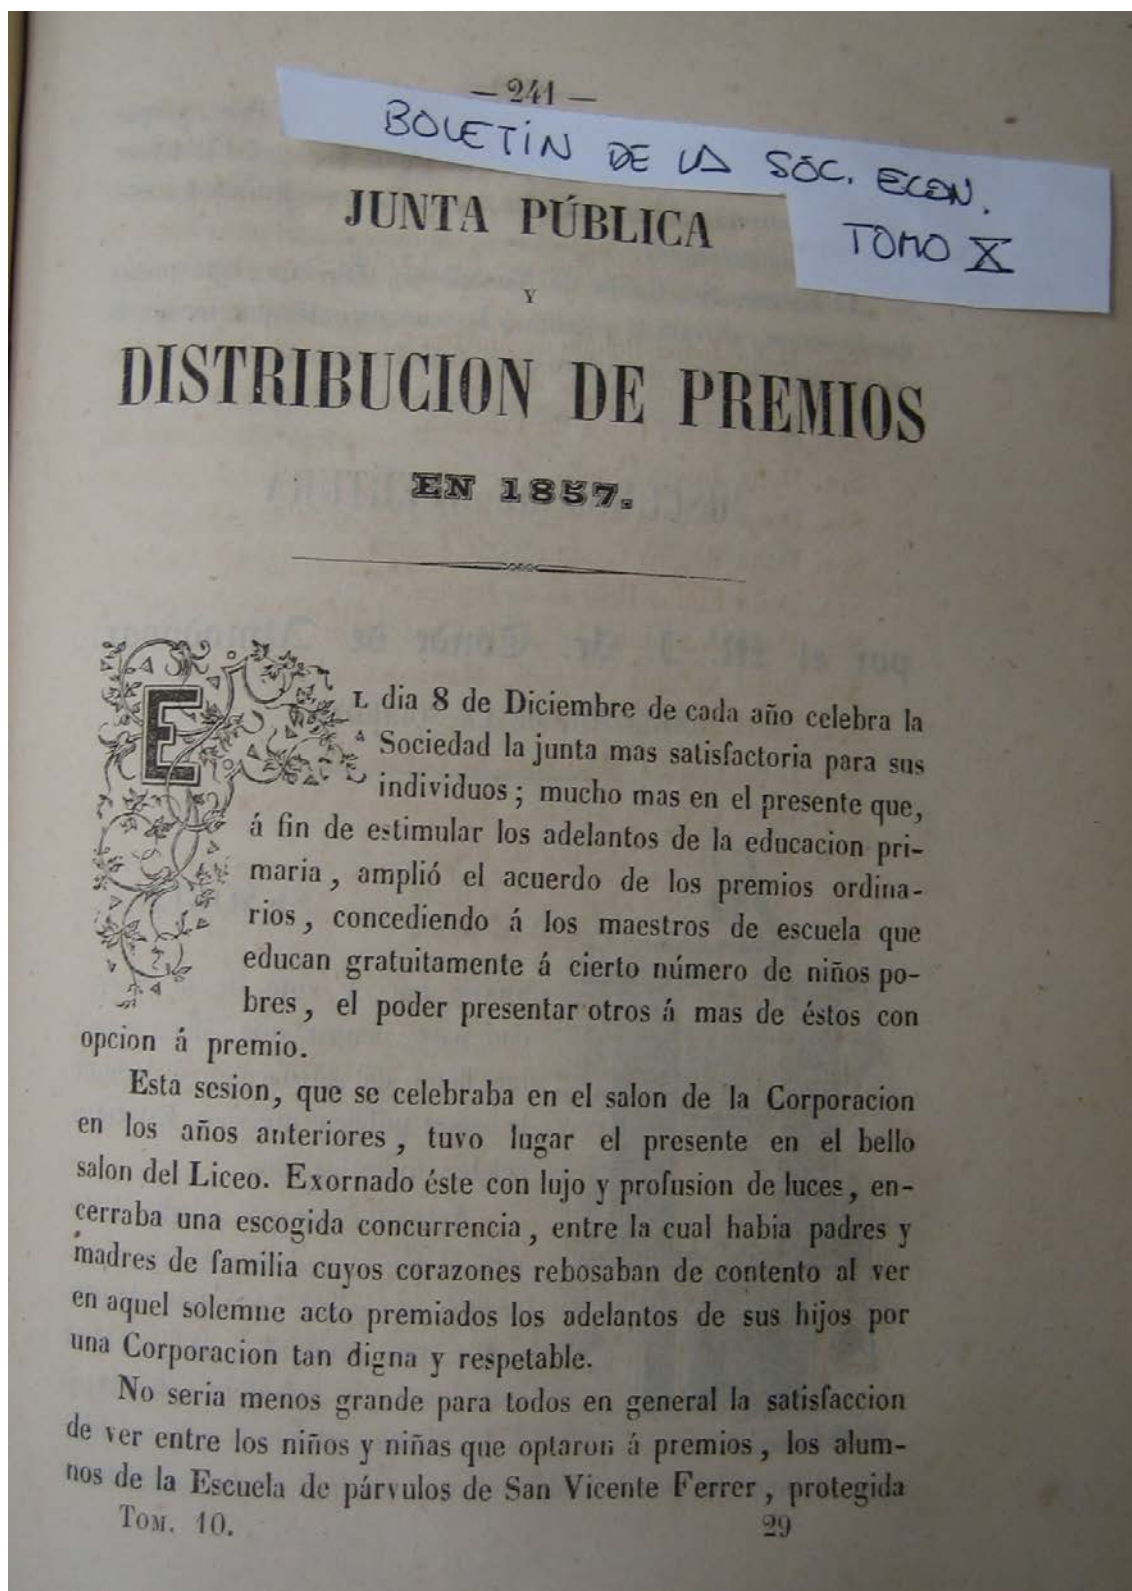 — 241 —
BOLETÍN DE LA SOC. ECON.
TOMO X
JUNTA PÚBLICA
Y
DISTRIBUCION DE PREMIOS
EN 1857.
EL dia 8 de Diciembre de cada año celebra la
Sociedad la junta mas satisfactoria para sus
individuos; mucho mas en el presente que,
á fin de estimular los adelantos de la educacion pri-
maria, amplió el acuerdo de los premios ordina-
rios, concediendo á los maestros de escuela que
educan gratuitamente á cierto número de niños po-
bres, el poder presentar otros á mas de éstos con
opcion á premio.
Esta sesion, que se celebraba en el salon de la Corporacion
en los años anteriores, tuvo lugar el presente en el bello
salon del Liceo. Exornado éste con lujo y profusion de luces, en-
cerraba una escogida concurrencia, entre la cual habia padres y
madres de familia cuyos corazones rebosaban de contento al ver
en aquel solemne acto premiados los adelantos de sus hijos por
una Corporacion tan digna y respetable.
No seria menos grande para todos en general la satisfaccion
de ver entre los niños y niñas que optaron á premios, los alum-
nos de la Escuela de párvulos de San Vicente Ferrer, protegida
TOM. 10. 29